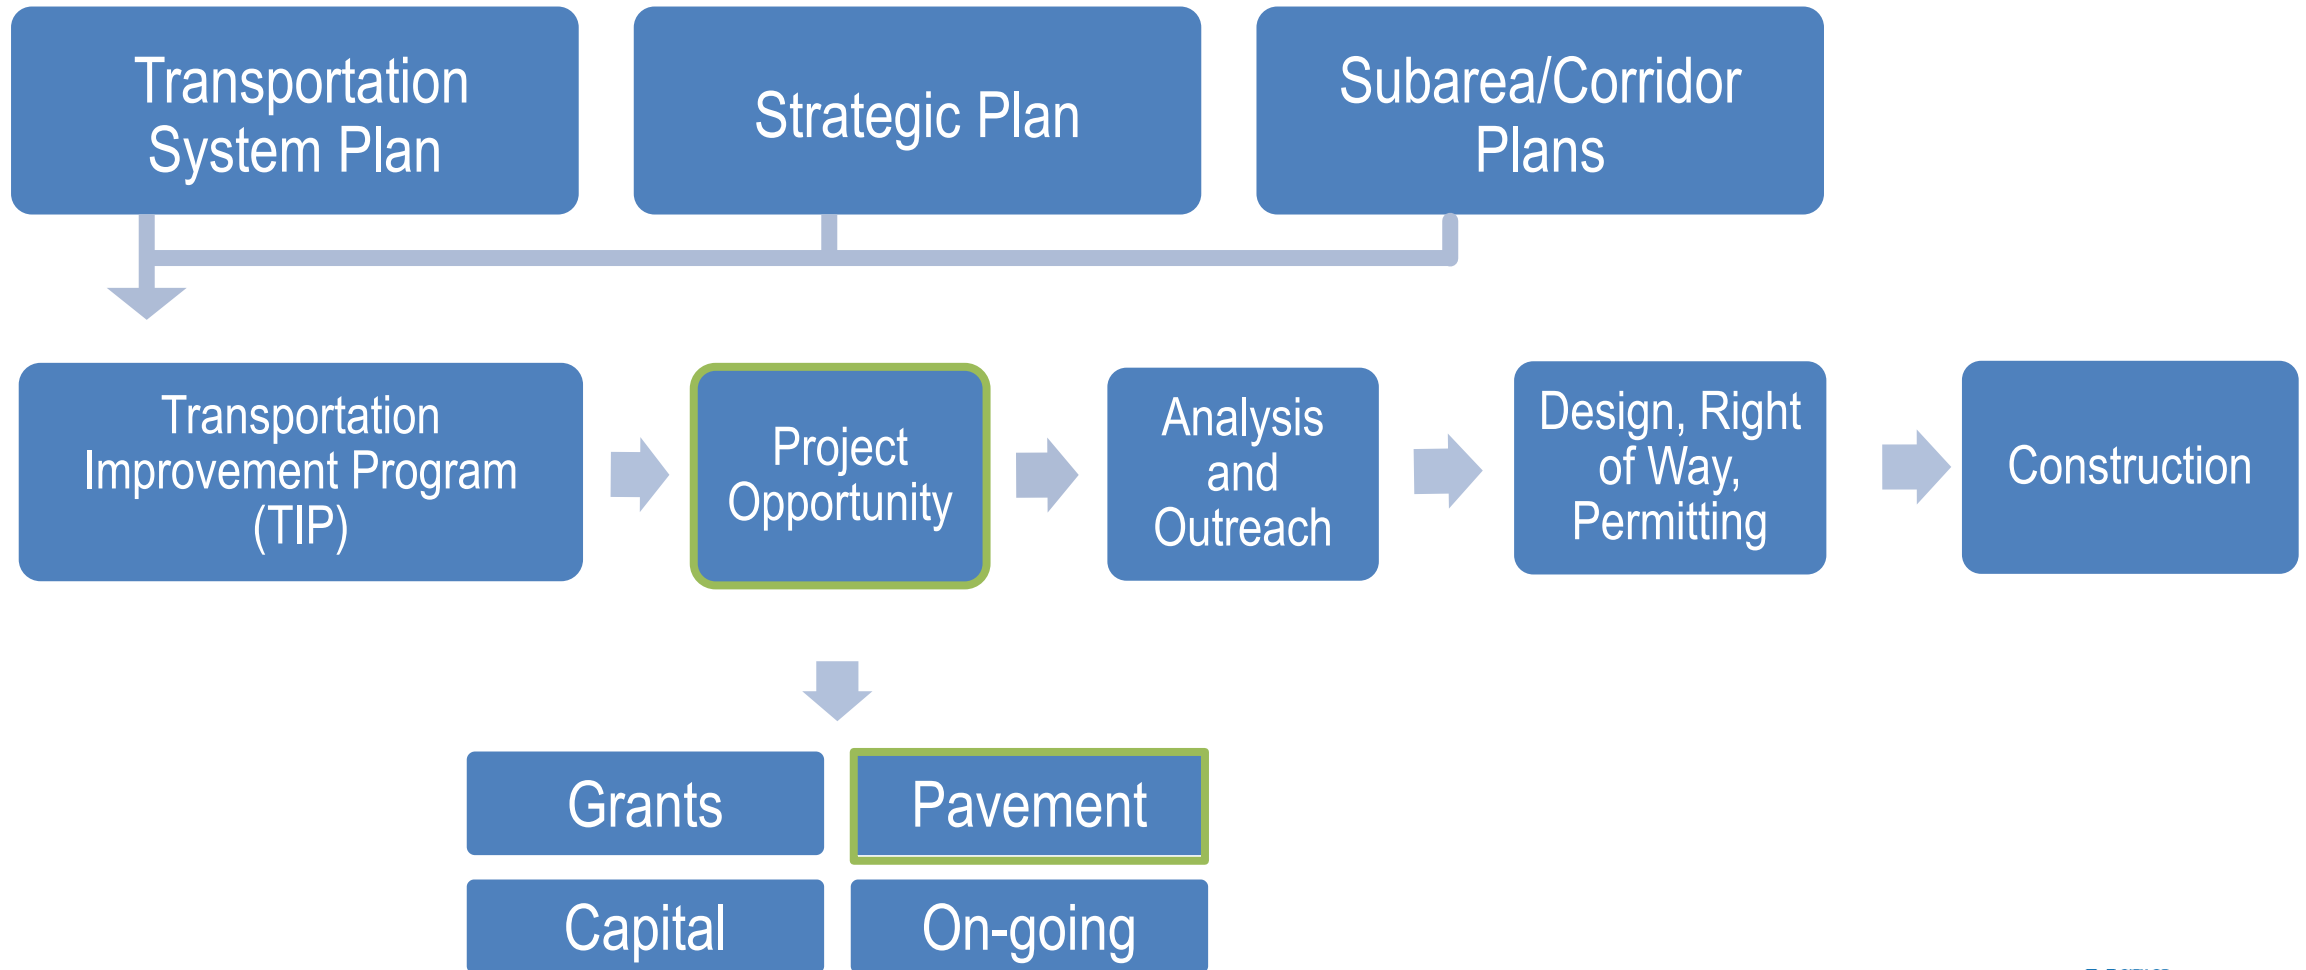 Transportation
System Plan
Strategic Plan
Subarea/Corridor
Plans
Transportation
Improvement Program
(TIP)
Project
Opportunity
Analysis
and
Outreach
Design, Right
of Way,
Permitting
Construction
Grants
Pavement
Capital
On-going